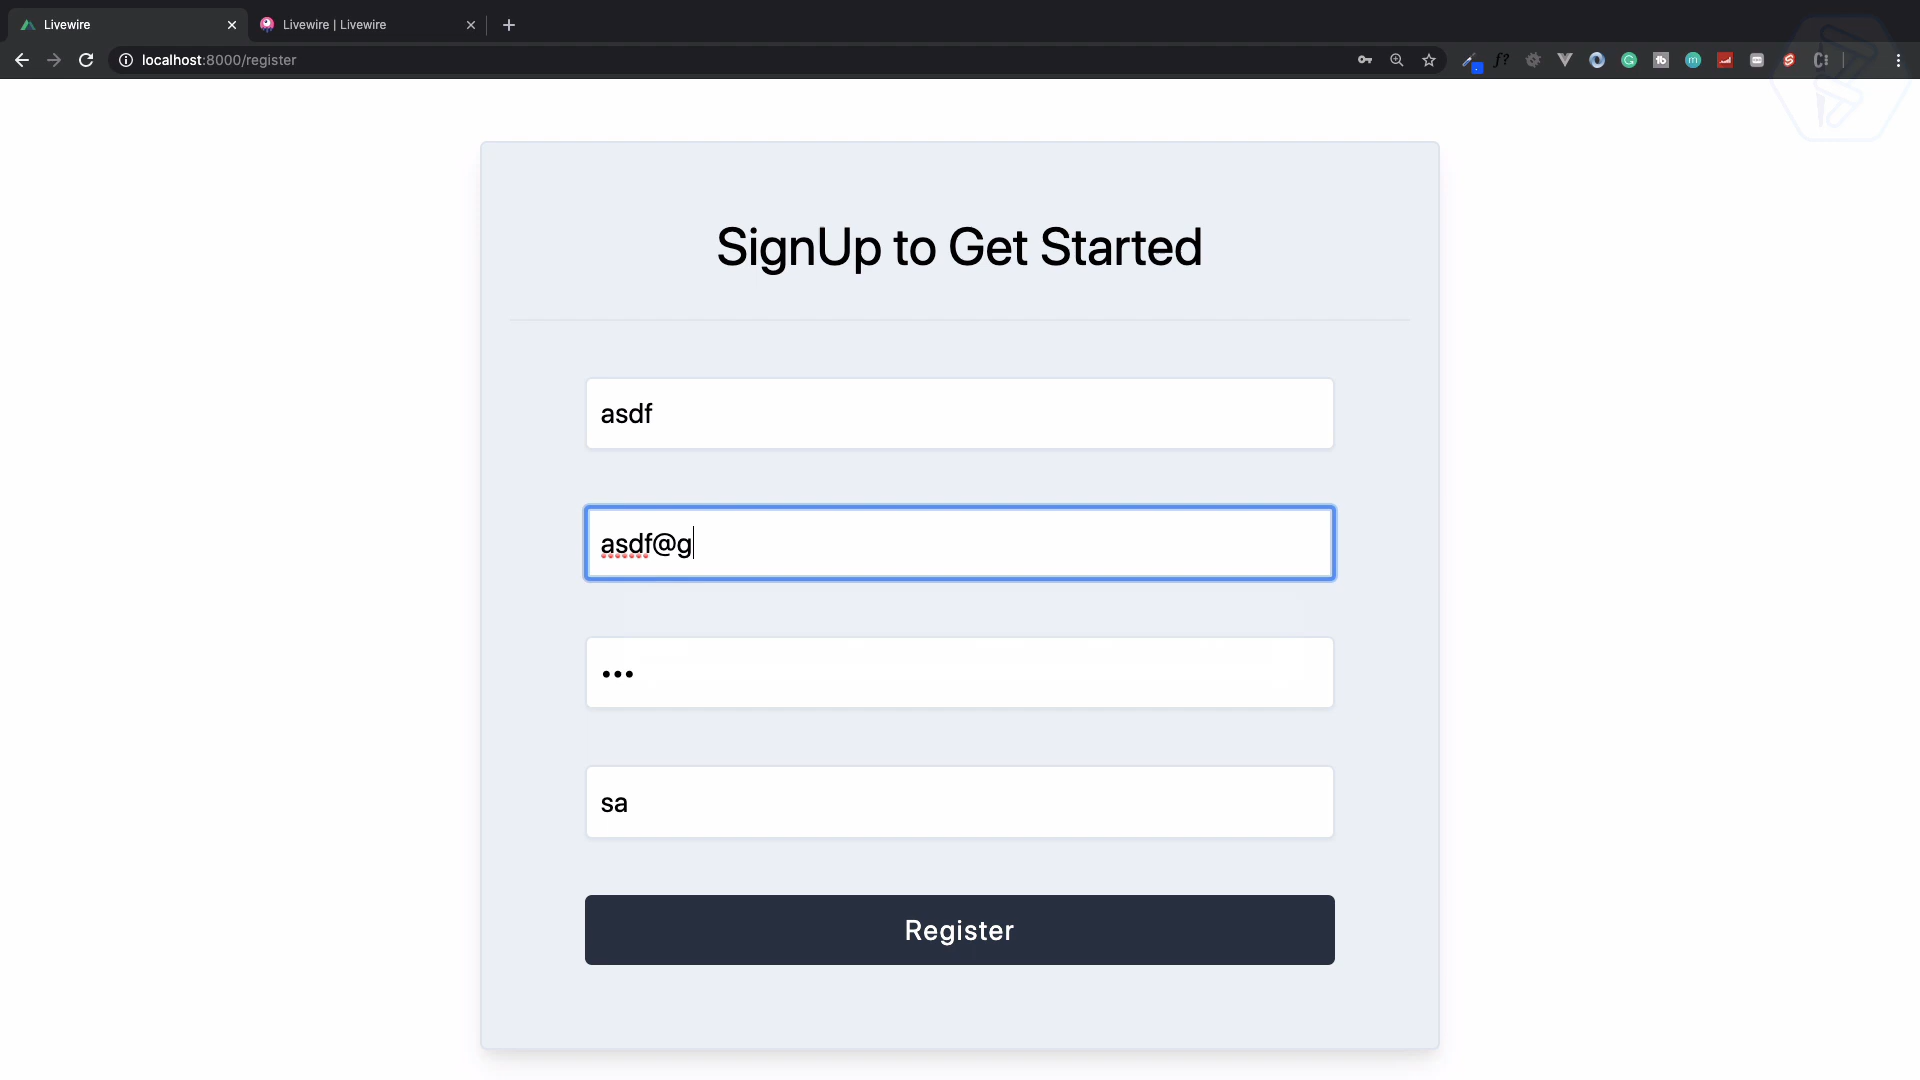 Livewire
Livewire | Livewire
localhost:8000/register
SignUp to Get Started
asdf
asdf@g
•••
sa
Register